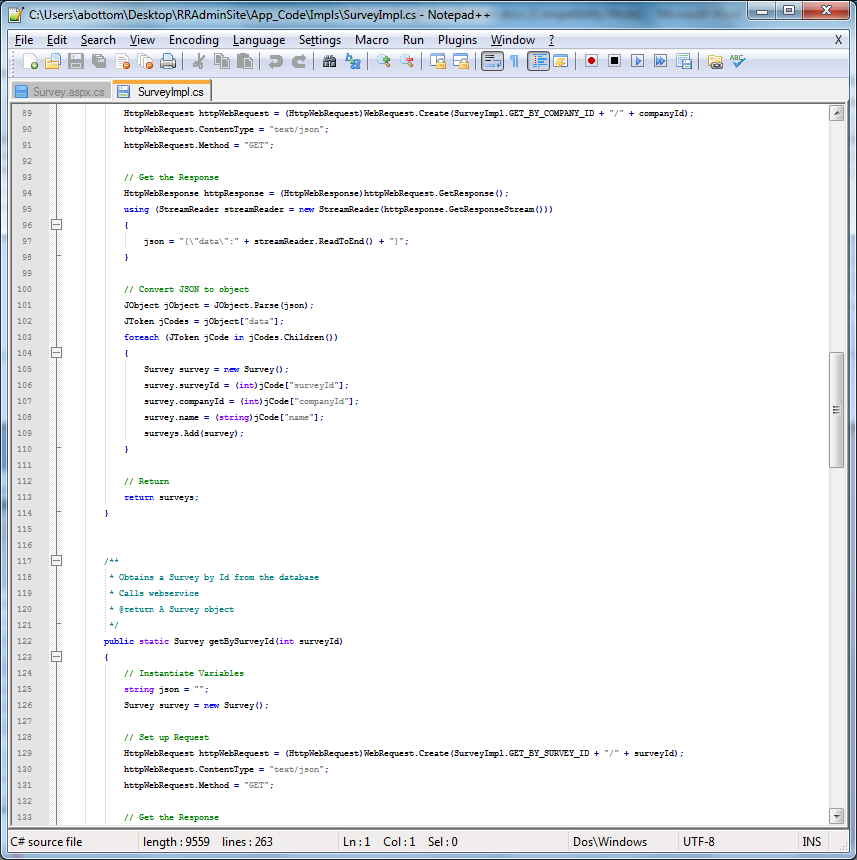 C:\Users\abottom\Desktop\RRAdminSite\App_Code\Impls\SurveyImpl.cs - Notepad++
File Edit Search View Encoding Language Settings Macro Run Plugins Window ? X
Survey.aspx.cs SurveyImpl.cs
89 HttpWebRequest httpWebRequest = (HttpWebRequest)WebRequest.Create(SurveyImpl.GET_BY_COMPANY_ID + "/" + companyId);
90 httpWebRequest.ContentType = "text/json";
91 httpWebRequest.Method = "GET";
92
93 // Get the Response
94 HttpWebResponse httpResponse = (HttpWebResponse)httpWebRequest.GetResponse();
95 using (StreamReader streamReader = new StreamReader(httpResponse.GetResponseStream()))
96 {
97 json = "{\"data\":" + streamReader.ReadToEnd() + "}";
98 }
99
100 // Convert JSON to object
101 JObject jObject = JObject.Parse(json);
102 JToken jCodes = jObject["data"];
103 foreach (JToken jCode in jCodes.Children())
104 {
105 Survey survey = new Survey();
106 survey.surveyId = (int)jCode["surveyId"];
107 survey.companyId = (int)jCode["companyId"];
108 survey.name = (string)jCode["name"];
109 surveys.Add(survey);
110 }
111
112 // Return
113 return surveys;
114 }
115
116
117 /**
118 * Obtains a Survey by Id from the database
119 * Calls webservice
120 * @return A Survey object
121 */
122 public static Survey getBySurveyId(int surveyId)
123 {
124 // Instantiate Variables
125 string json = "";
126 Survey survey = new Survey();
127
128 // Set up Request
129 HttpWebRequest httpWebRequest = (HttpWebRequest)WebRequest.Create(SurveyImpl.GET_BY_SURVEY_ID + "/" + surveyId);
130 httpWebRequest.ContentType = "text/json";
131 httpWebRequest.Method = "GET";
132
133 // Get the Response
C# source file length : 9559 lines : 263 Ln : 1 Col : 1 Sel : 0 Dos\Windows UTF-8 INS